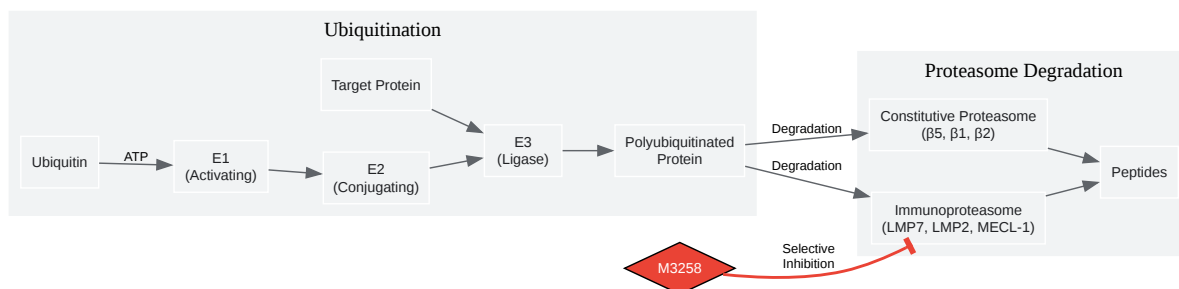 Ubiquitination
Proteasome Degradation
Target Protein
Ubiquitin
ATP
E1
(Activating)
E2
(Conjugating)
E3
(Ligase)
Polyubiquitinated
Protein
Degradation
Degradation
Constitutive Proteasome
(β5, β1, β2)
Immunoproteasome
(LMP7, LMP2, MECL-1)
Peptides
M3258
Selective
Inhibition